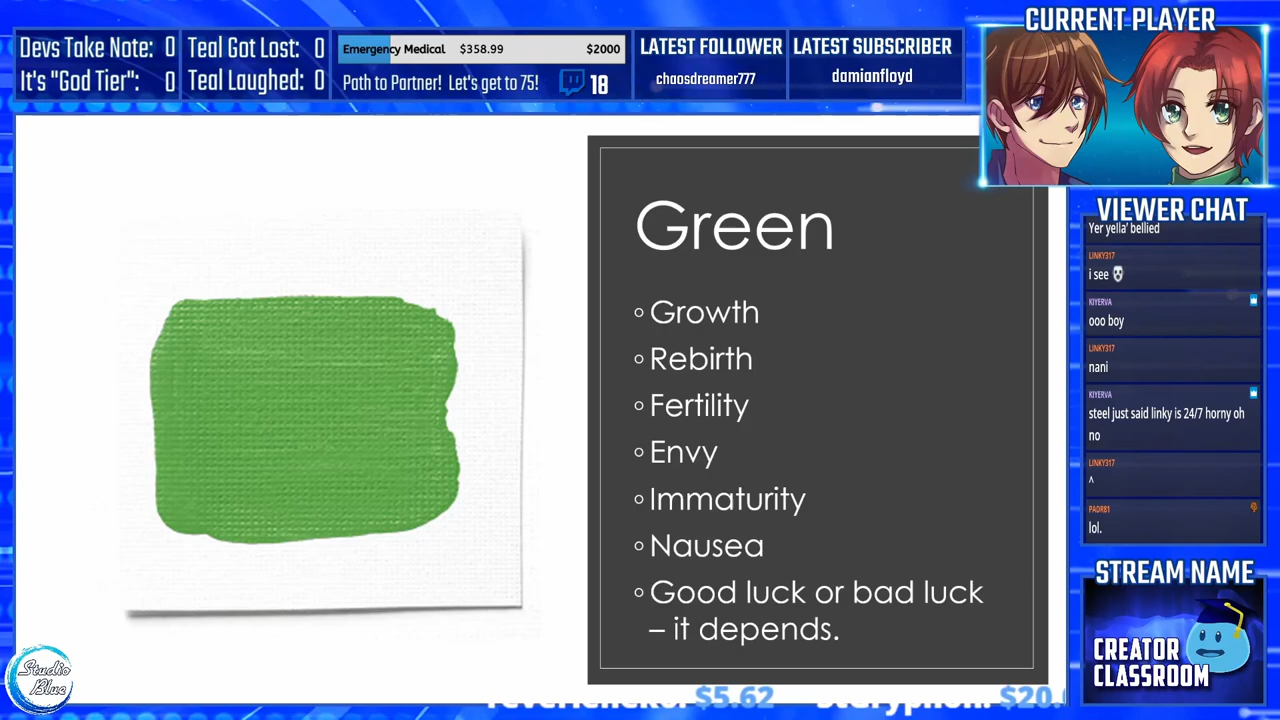 CURRENT PLAYER
Devs Take Note: 0
It's "God Tier": 0
Teal Got Lost: 0
Teal Laughed: 0
Emergency Medical $358.99 $2000
Path to Partner! Let's get to 75! 18
LATEST FOLLOWER
chaosdreamer777
LATEST SUBSCRIBER
damianfloyd
Green
Growth
Rebirth
Fertility
Envy
Immaturity
Nausea
Good luck or bad luck
– it depends.
VIEWER CHAT
Yer yella' bellied
LINKY317
i see
KIYERVA
ooo boy
LINKY317
nani
KIYERVA
steel just said linky is 24/7 horny oh
no
LINKY317
^
PADR81
lol.
STREAM NAME
CREATOR
CLASSROOM
Studio
Blue
$5.62 $20.